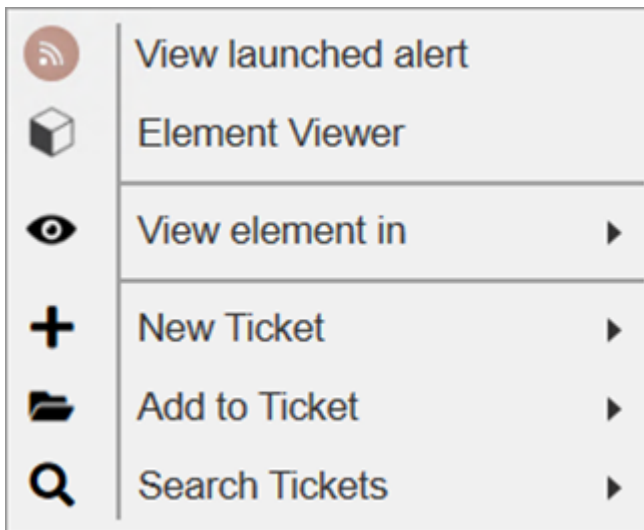 View launched alert
Element Viewer
View element in
New Ticket
Add to Ticket
Search Tickets